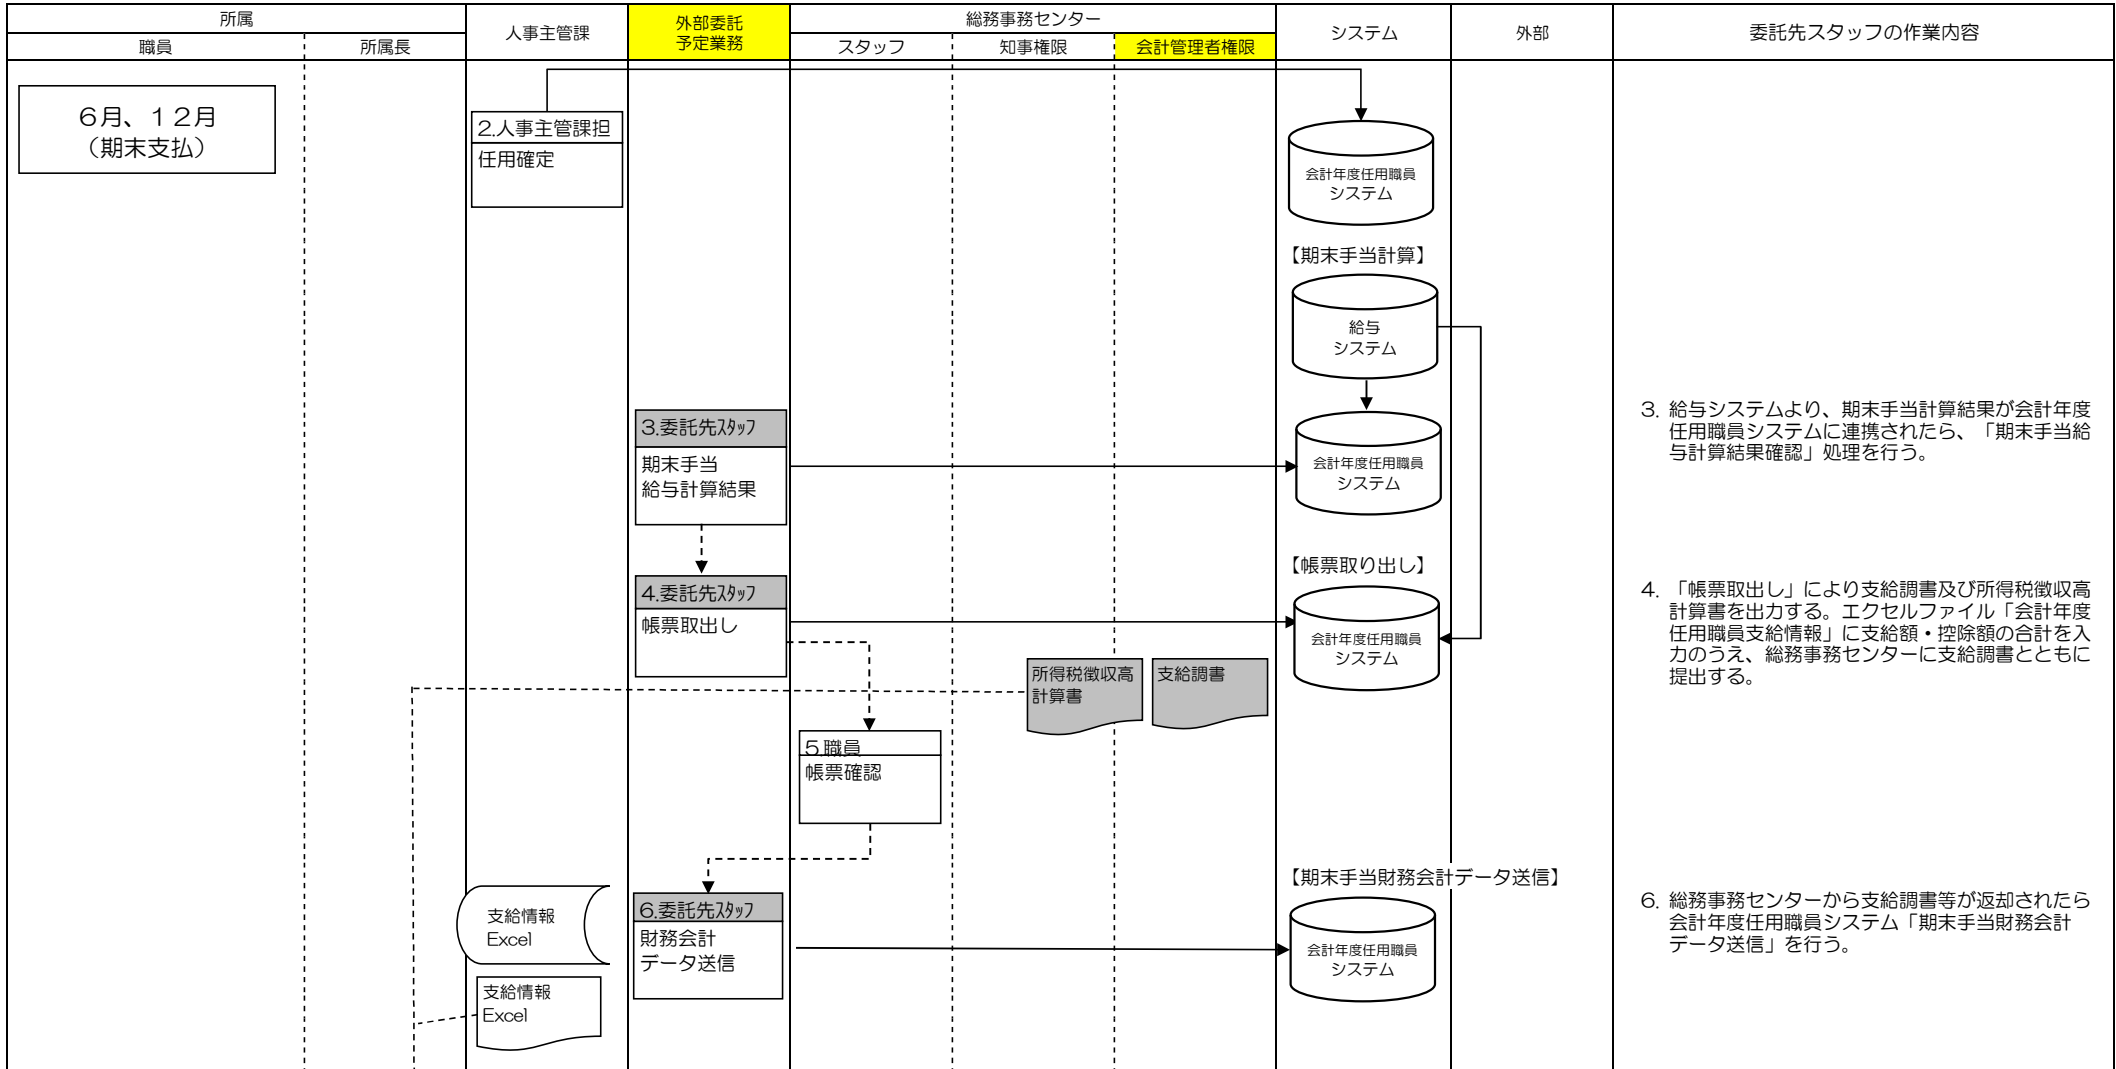 所属
人事主管課
外部委託
予定業務
総務事務センター
システム
外部
委託先スタッフの作業内容
職員
所属長
スタッフ
知事権限
会計管理者権限
６月、１２月
（期末支払）
2.人事主管課担
任用確定
会計年度任用職員
システム
【期末手当計算】
給与
システム
3.委託先ｽﾀｯﾌ
期末手当
給与計算結果
会計年度任用職員
システム
3. 給与システムより、期末手当計算結果が会計年度
任用職員システムに連携されたら、「期末手当給
与計算結果確認」処理を行う。
【帳票取り出し】
4.委託先ｽﾀｯﾌ
帳票取出し
会計年度任用職員
システム
4. 「帳票取出し」により支給調書及び所得税徴収高
計算書を出力する。エクセルファイル「会計年度
任用職員支給情報」に支給額・控除額の合計を入
力のうえ、総務事務センターに支給調書とともに
提出する。
所得税徴収高
計算書
支給調書
5.職員
帳票確認
【期末手当財務会計データ送信】
支給情報
Excel
6.委託先ｽﾀｯﾌ
財務会計
データ送信
会計年度任用職員
システム
6. 総務事務センターから支給調書等が返却されたら
会計年度任用職員システム「期末手当財務会計
データ送信」を行う。
支給情報
Excel